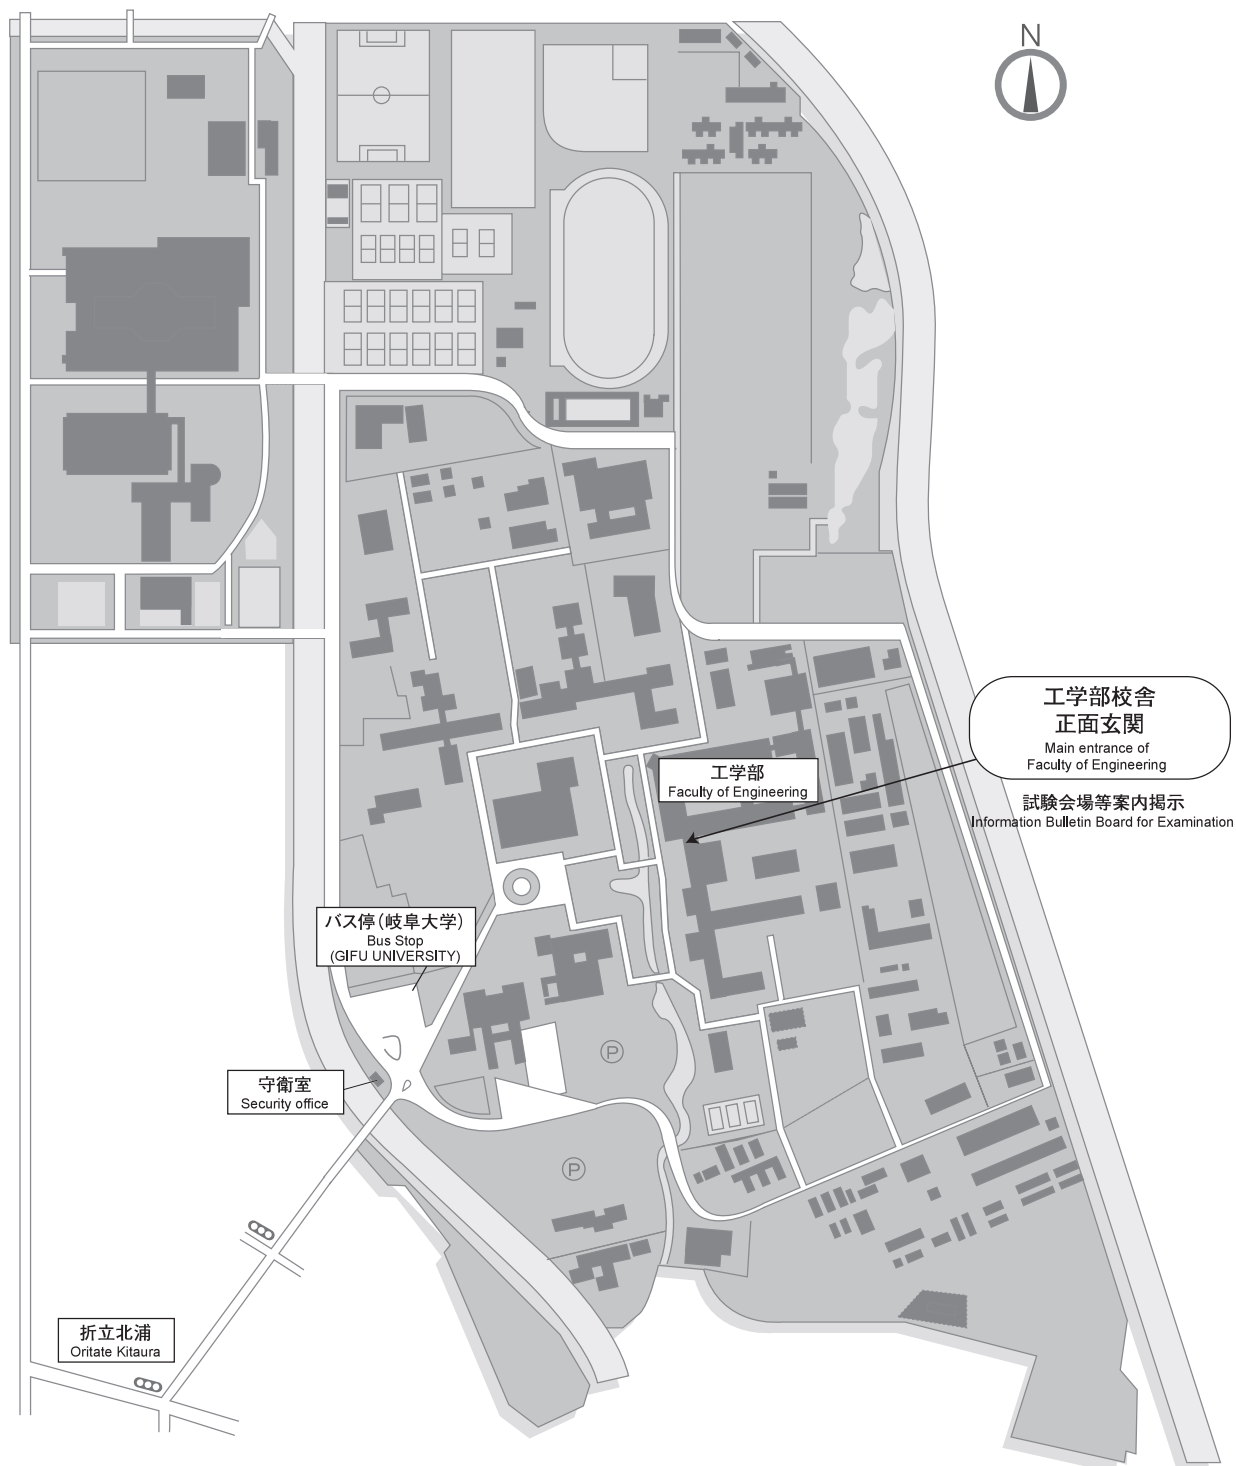 N
工学部校舎
正面玄関
Main entrance of
Faculty of Engineering
工学部
Faculty of Engineering
試験会場等案内掲示
Information Bulletin Board for Examination
バス停（岐阜大学）
Bus Stop
(GIFU UNIVERSITY)
P
守衛室
Security office
P
折立北浦
Oritate Kitaura